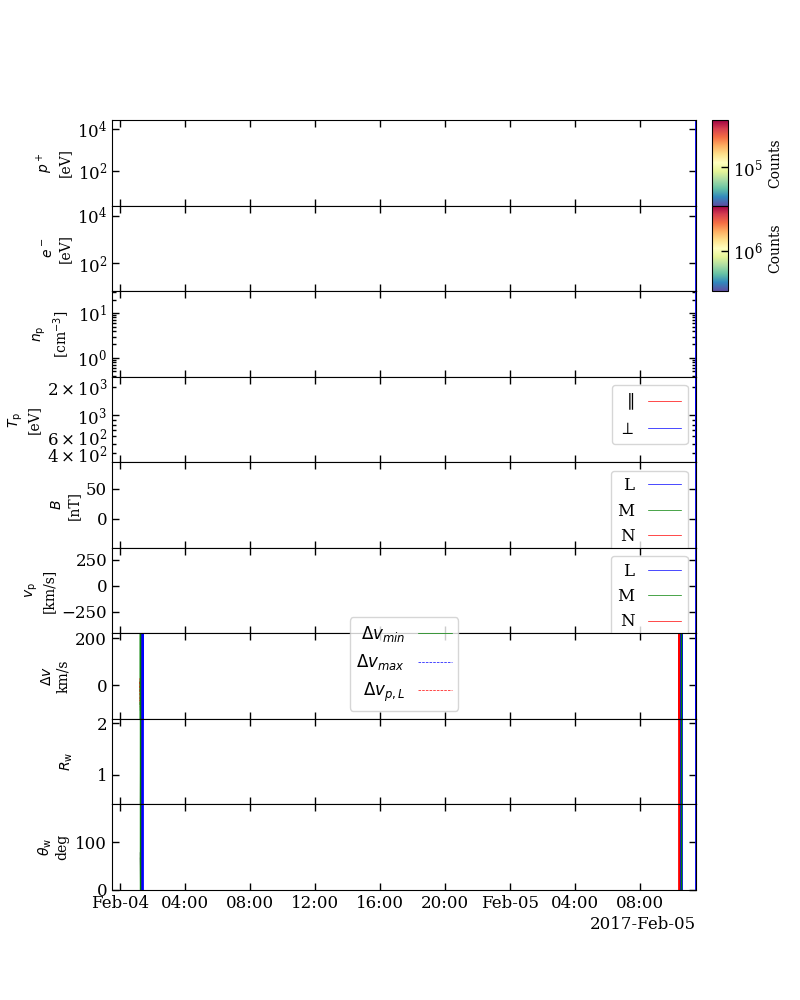 10⁴
10²
p⁺
[eV]
10⁵
Counts
10⁴
10²
e⁻
[eV]
10⁶
Counts
10¹
10⁰
nₚ
[cm⁻³]
2 × 10³
10³
6 × 10²
4 × 10²
Tₚ
[eV]
∥
⊥
50
0
B
[nT]
L
M
N
250
0
−250
vₚ
[km/s]
L
M
N
200
0
Δv
km/s
Δv_min
Δv_max
Δv_p,L
2
1
R_w
100
0
θ_w
deg
Feb-04 04:00 08:00 12:00 16:00 20:00 Feb-05 04:00 08:00
2017-Feb-05